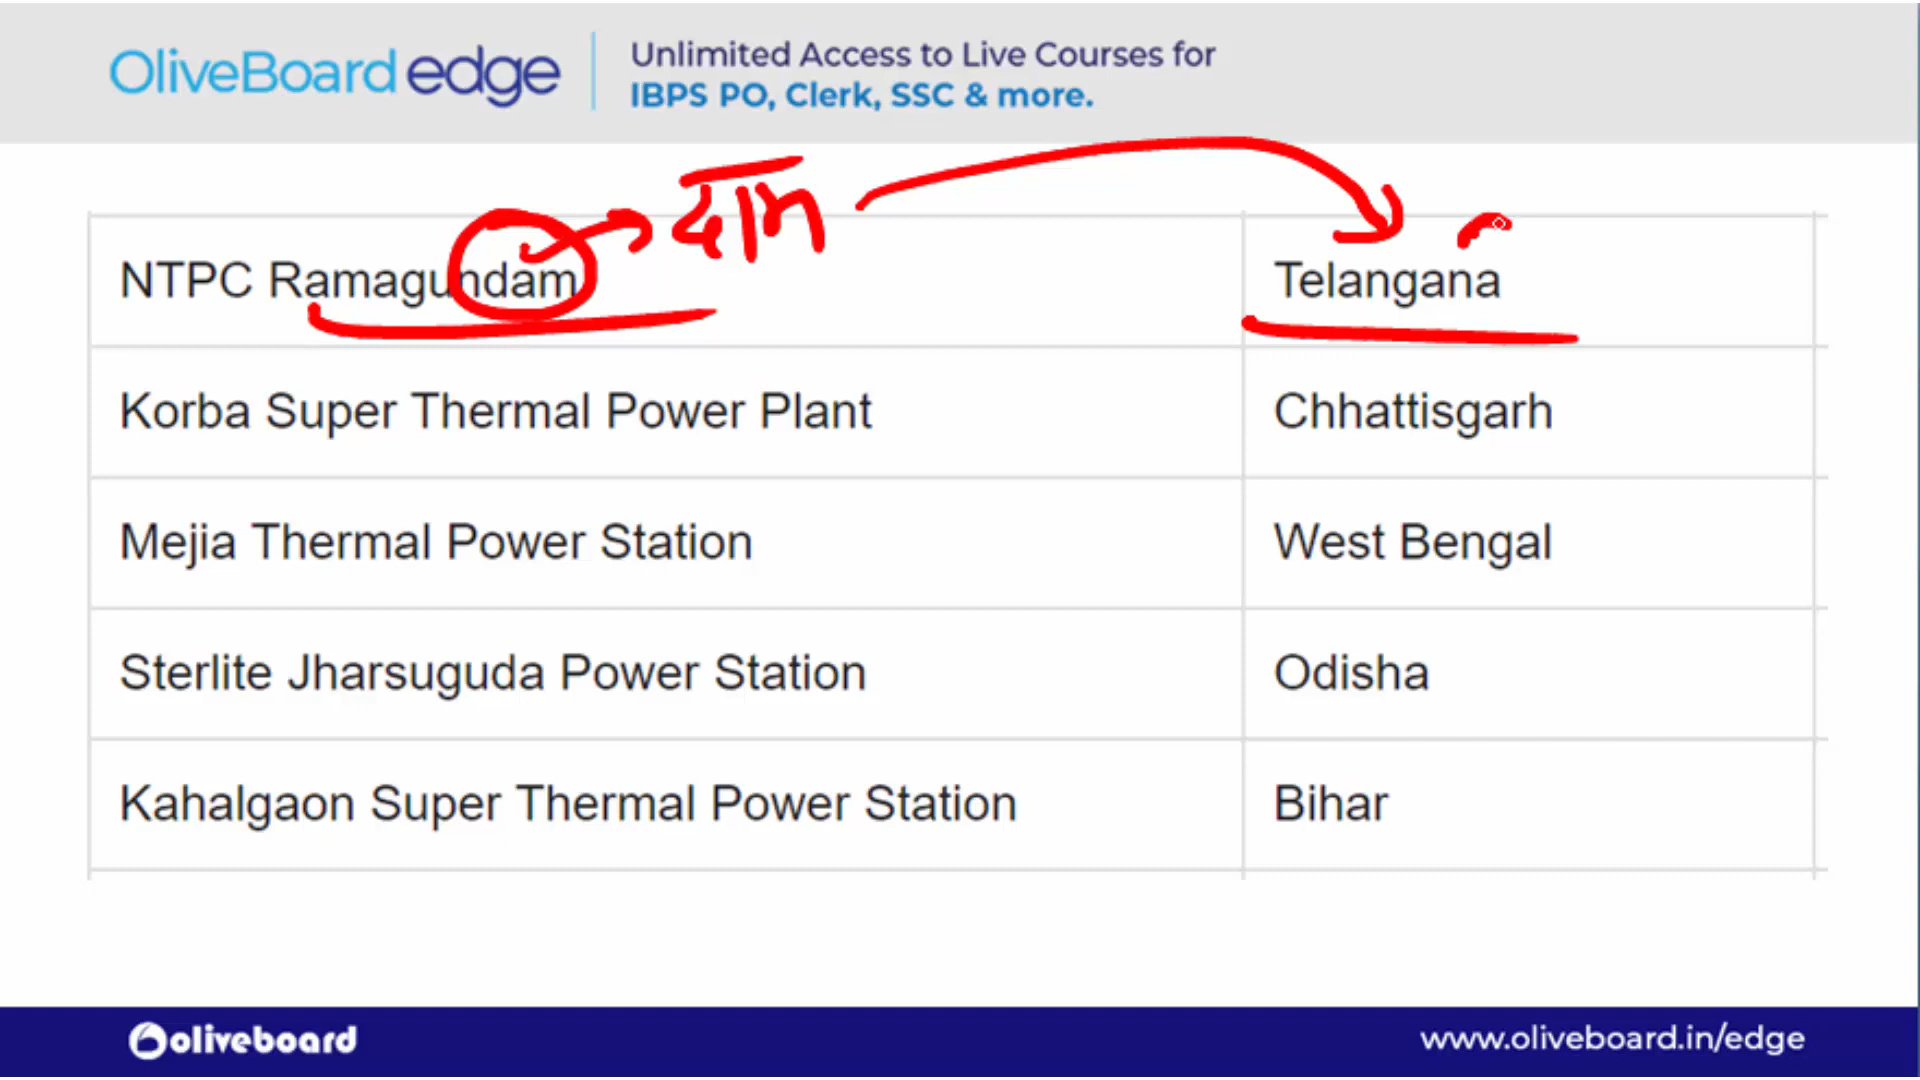 OliveBoard edge
Unlimited Access to Live Courses for
IBPS PO, Clerk, SSC & more.
दाम
NTPC Ramagundam Telangana
Korba Super Thermal Power Plant Chhattisgarh
Mejia Thermal Power Station West Bengal
Sterlite Jharsuguda Power Station Odisha
Kahalgaon Super Thermal Power Station Bihar
oliveboard www.oliveboard.in/edge